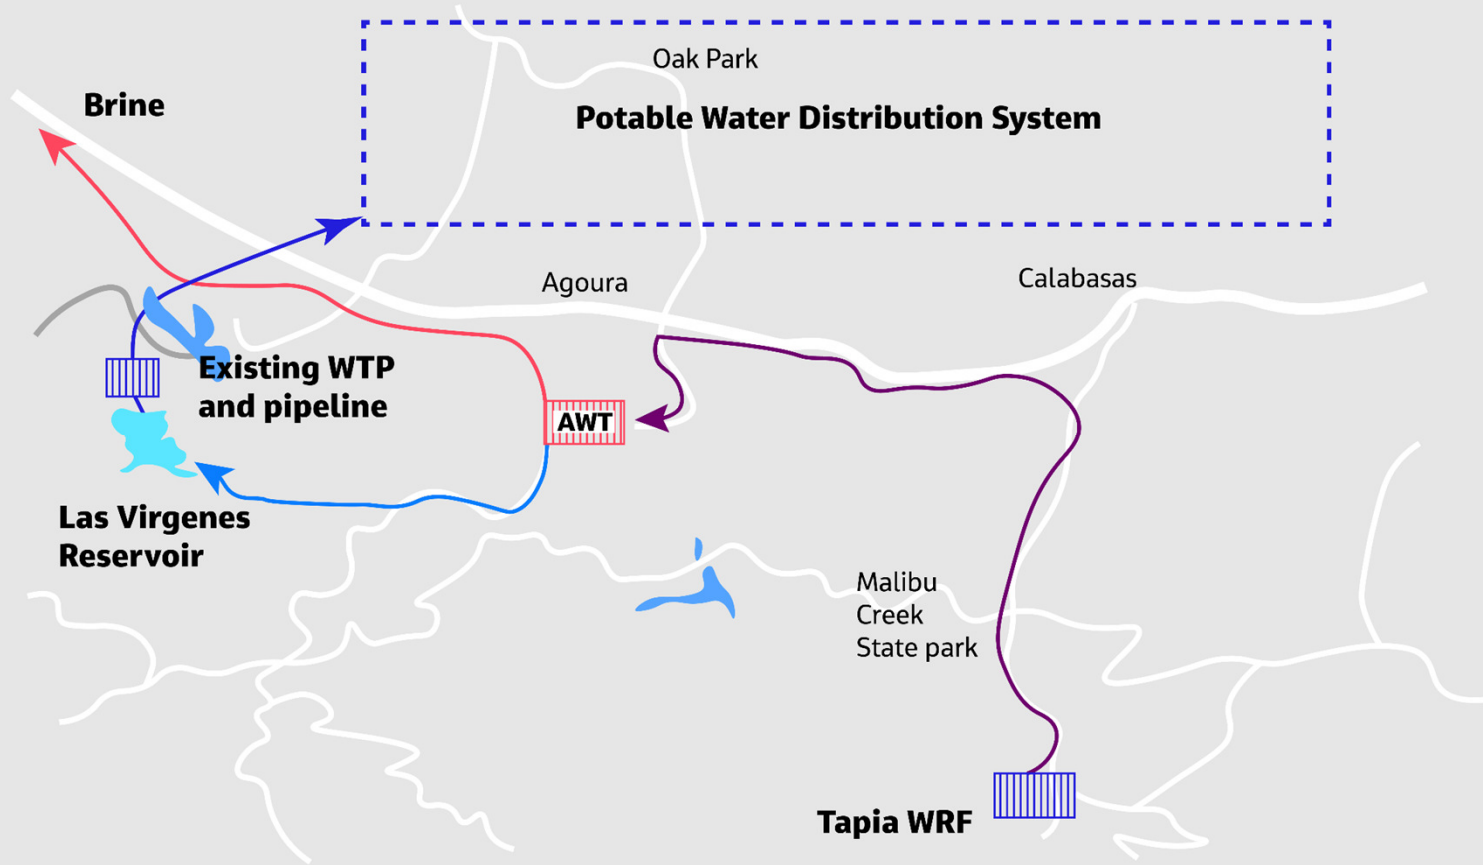 Oak Park
Brine
Potable Water Distribution System
Agoura
Calabasas
Existing WTP
and pipeline
AWT
Las Virgenes
Reservoir
Malibu
Creek
State park
Tapia WRF